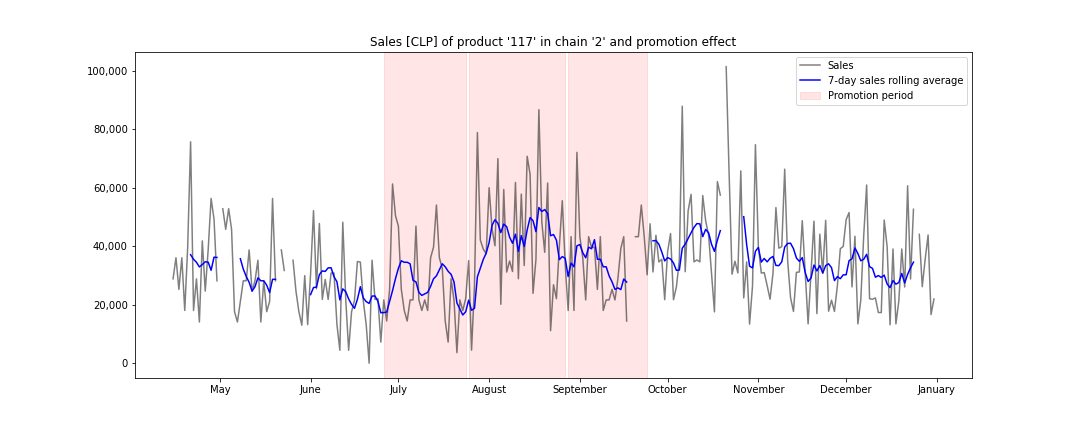 Sales [CLP] of product '117' in chain '2' and promotion effect
Sales
7-day sales rolling average
Promotion period
100,000
80,000
60,000
40,000
20,000
0
May June July August September October November December January